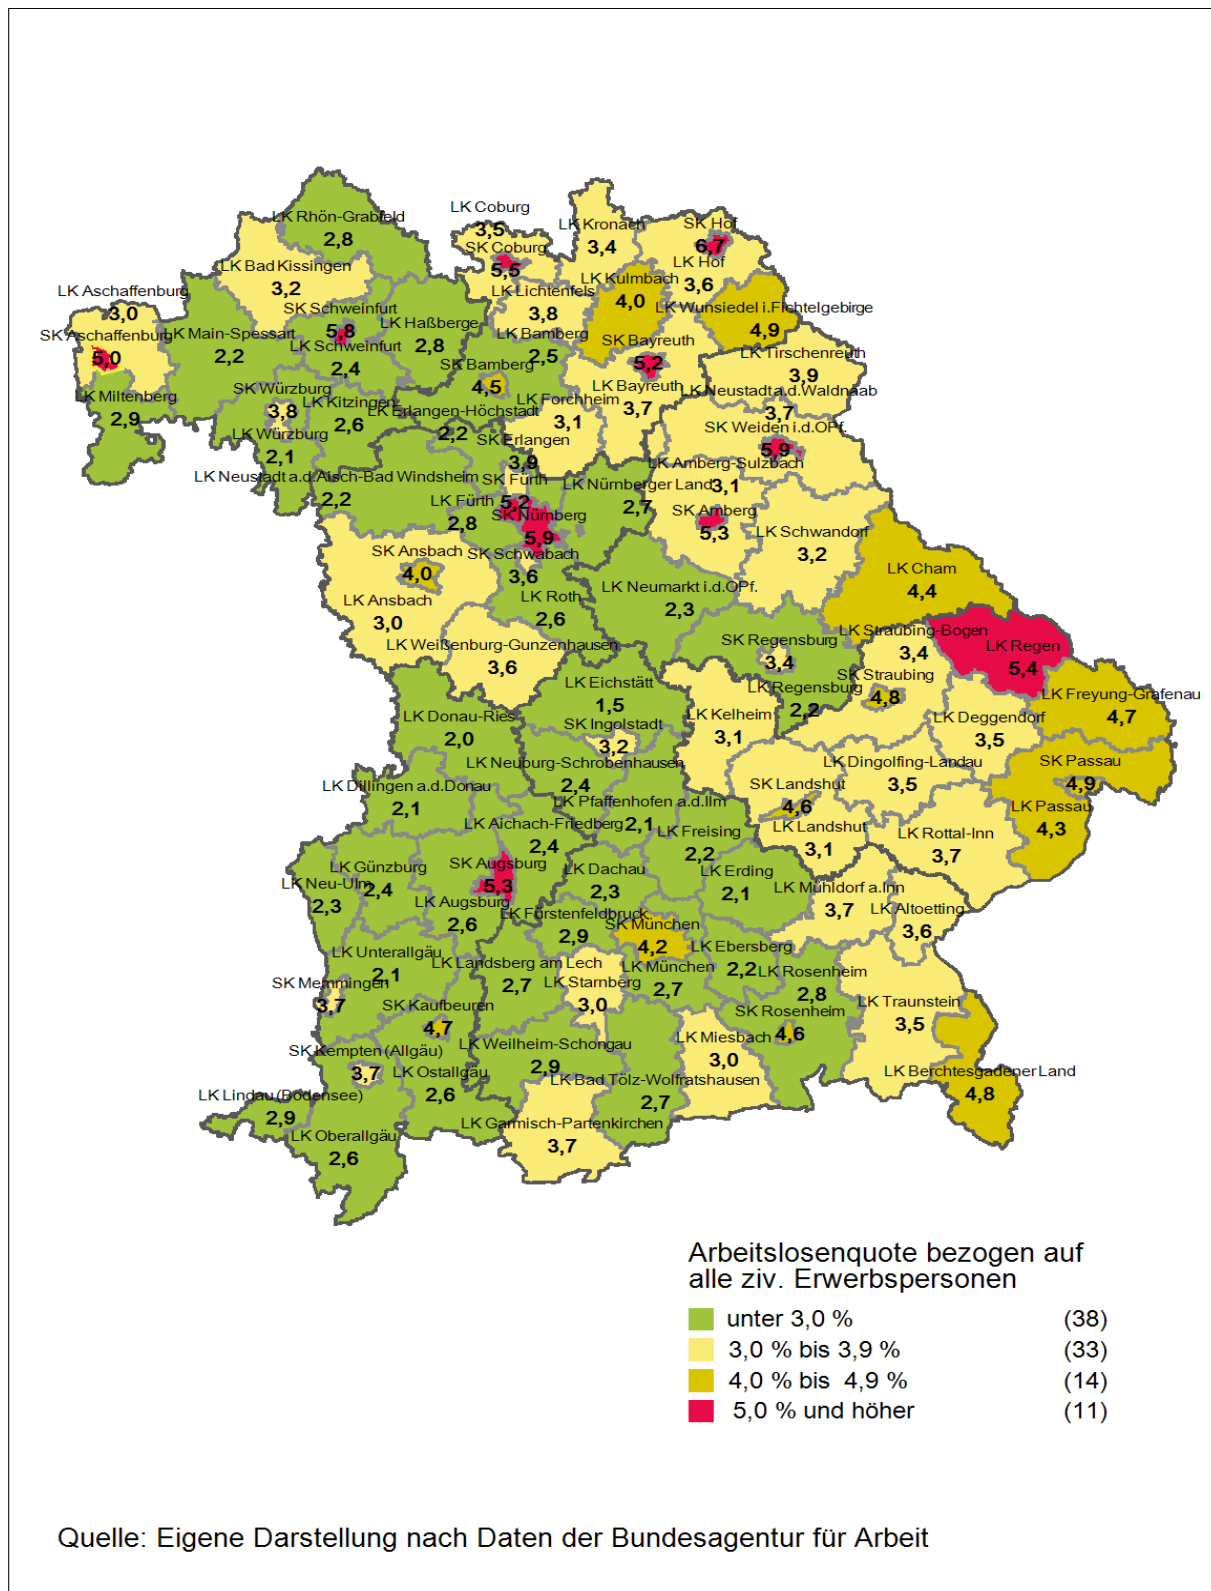 LK Rhön-Grabfeld
2,8
LK Coburg
3,5
SK Coburg
5,5
LK Kronach
3,4
SK Hof
6,7
LK Hof
3,6
LK Bad Kissingen
3,2
LK Kulmbach
4,0
LK Lichtenfels
3,8
LK Wunsiedel i.Fichtelgebirge
4,9
LK Aschaffenburg
3,0
SK Aschaffenburg
5,0
LK Main-Spessart
2,2
SK Schweinfurt
5,8
LK Schweinfurt
2,4
LK Haßberge
2,8
LK Bamberg
2,5
SK Bamberg
4,5
SK Bayreuth
5,2
LK Bayreuth
3,7
LK Tirschenreuth
3,9
LK Neustadt a.d.Waldnaab
3,7
LK Miltenberg
2,9
SK Würzburg
3,8
LK Würzburg
2,1
LK Kitzingen
2,6
LK Erlangen-Höchstadt
2,2
LK Forchheim
3,1
SK Erlangen
3,9
SK Weiden i.d.OPf.
5,9
LK Neustadt a.d.Aisch-Bad Windsheim
2,2
SK Fürth
5,2
LK Fürth
2,8
SK Nürnberg
5,9
LK Nürnberger Land
2,7
LK Amberg-Sulzbach
3,1
SK Amberg
5,3
LK Schwandorf
3,2
SK Ansbach
4,0
LK Ansbach
3,0
SK Schwabach
3,6
LK Roth
2,6
LK Neumarkt i.d.OPf.
2,3
LK Cham
4,4
LK Weißenburg-Gunzenhausen
3,6
SK Regensburg
3,4
LK Regensburg
2,2
LK Straubing-Bogen
3,4
SK Straubing
4,8
LK Regen
5,4
LK Freyung-Grafenau
4,7
LK Eichstätt
1,5
SK Ingolstadt
3,2
LK Donau-Ries
2,0
LK Kelheim
3,1
LK Deggendorf
3,5
LK Neuburg-Schrobenhausen
2,4
LK Dingolfing-Landau
3,5
SK Passau
4,9
LK Passau
4,3
LK Dillingen a.d.Donau
2,1
LK Pfaffenhofen a.d.Ilm
2,1
SK Landshut
4,6
LK Landshut
3,1
LK Rottal-Inn
3,7
LK Aichach-Friedberg
2,4
LK Freising
2,2
LK Günzburg
2,4
LK Neu-Ulm
2,3
SK Augsburg
5,3
LK Augsburg
2,6
LK Dachau
2,3
LK Erding
2,1
LK Mühldorf a.Inn
3,7
LK Altoetting
3,6
LK Fürstenfeldbruck
2,9
SK München
4,2
LK München
2,7
LK Ebersberg
2,2
LK Rosenheim
2,8
SK Rosenheim
4,6
LK Unterallgäu
2,1
SK Memmingen
3,7
LK Landsberg am Lech
2,7
LK Starnberg
3,0
LK Traunstein
3,5
SK Kaufbeuren
4,7
LK Weilheim-Schongau
2,9
LK Miesbach
3,0
SK Kempten (Allgäu)
3,7
LK Ostallgäu
2,6
LK Bad Tölz-Wolfratshausen
2,7
LK Berchtesgadener Land
4,8
LK Lindau (Bodensee)
2,9
LK Oberallgäu
2,6
LK Garmisch-Partenkirchen
3,7
Arbeitslosenquote bezogen auf
alle ziv. Erwerbspersonen
unter 3,0 % (38)
3,0 % bis 3,9 % (33)
4,0 % bis 4,9 % (14)
5,0 % und höher (11)
Quelle: Eigene Darstellung nach Daten der Bundesagentur für Arbeit